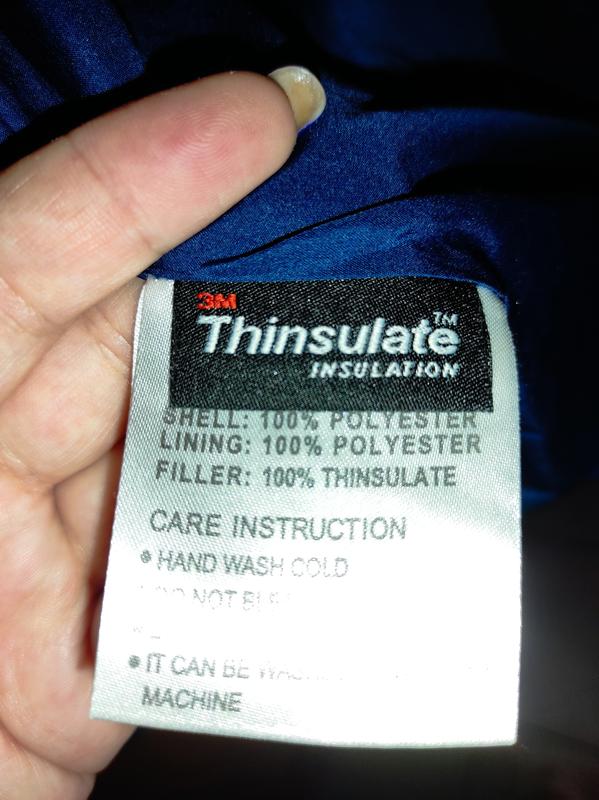 3M
Thinsulate™
INSULATION
SHELL: 100% POLYESTER
LINING: 100% POLYESTER
FILLER: 100% THINSULATE
CARE INSTRUCTION
• HAND WASH COLD
NOT
• IT CAN BE
MACHINE